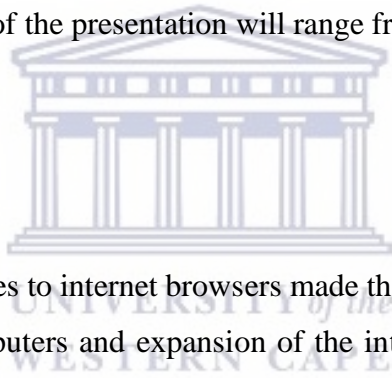 of the presentation will range fr
es to internet browsers made th
UNIVERSITY of the
puters and expansion of the int
WESTERN CAPE